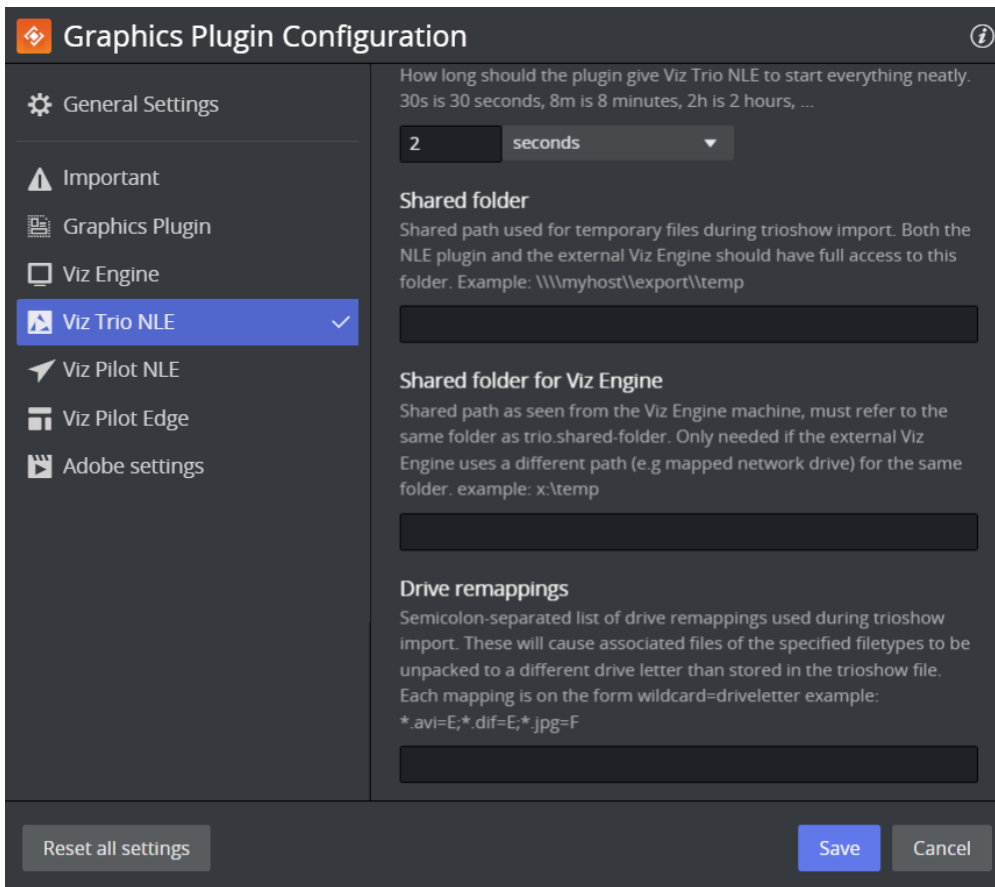 Graphics Plugin Configuration
General Settings
Important
Graphics Plugin
Viz Engine
Viz Trio NLE
Viz Pilot NLE
Viz Pilot Edge
Adobe settings
How long should the plugin give Viz Trio NLE to start everything neatly.
30s is 30 seconds, 8m is 8 minutes, 2h is 2 hours, ...
2 seconds
Shared folder
Shared path used for temporary files during trioshow import. Both the
NLE plugin and the external Viz Engine should have full access to this
folder. Example: \\\\myhost\\export\\temp
Shared folder for Viz Engine
Shared path as seen from the Viz Engine machine, must refer to the
same folder as trio.shared-folder. Only needed if the external Viz
Engine uses a different path (e.g mapped network drive) for the same
folder. example: x:\temp
Drive remappings
Semicolon-separated list of drive remappings used during trioshow
import. These will cause associated files of the specified filetypes to be
unpacked to a different drive letter than stored in the trioshow file.
Each mapping is on the form wildcard=driveletter example:
*.avi=E;*.dif=E;*.jpg=F
Reset all settings
Save
Cancel